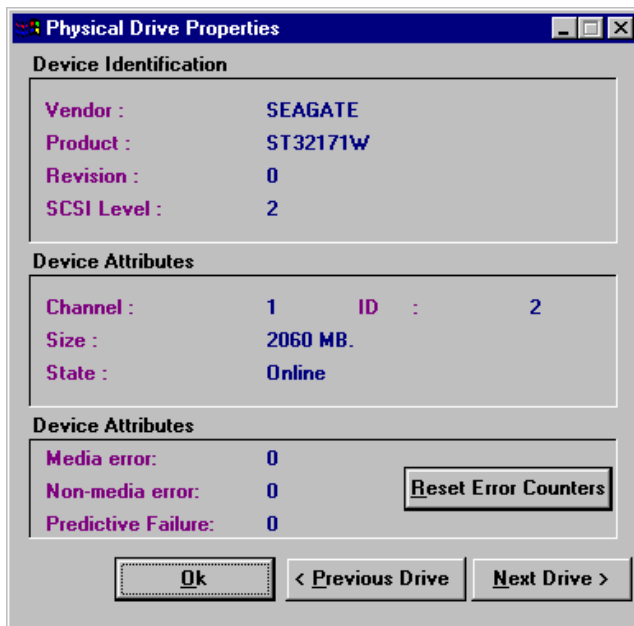 Physical Drive Properties
Device Identification
Vendor : SEAGATE
Product : ST32171W
Revision : 0
SCSI Level : 2
Device Attributes
Channel : 1 ID : 2
Size : 2060 MB.
State : Online
Device Attributes
Media error: 0
Non-media error: 0
Reset Error Counters
Predictive Failure: 0
Ok < Previous Drive Next Drive >